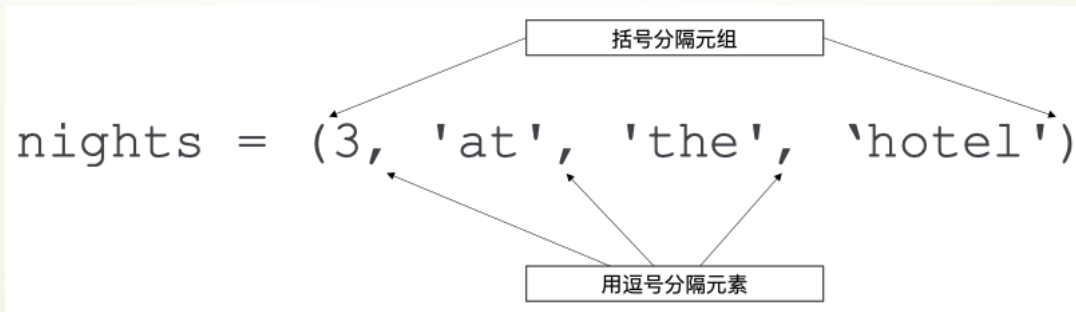 括号分隔元组
nights = (3, 'at', 'the', ‘hotel')
用逗号分隔元素